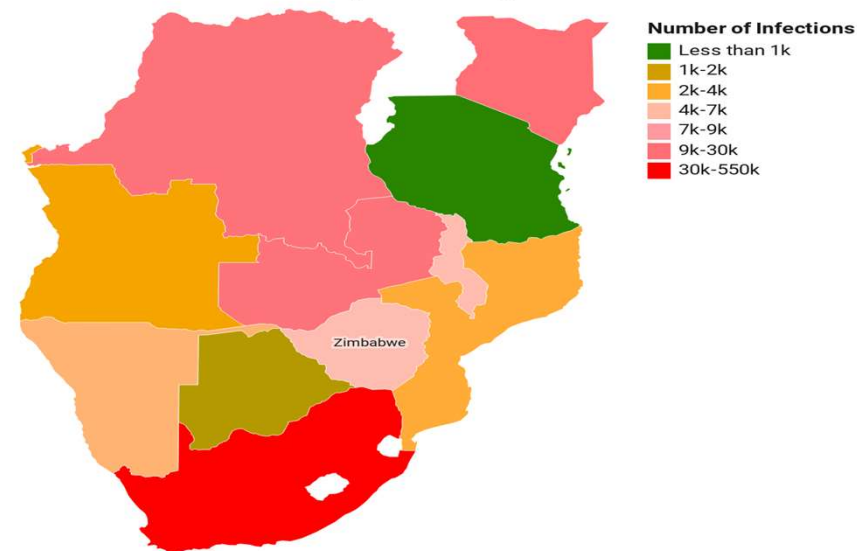 Number of Infections
Less than 1k
1k-2k
2k-4k
4k-7k
7k-9k
9k-30k
30k-550k
Zimbabwe